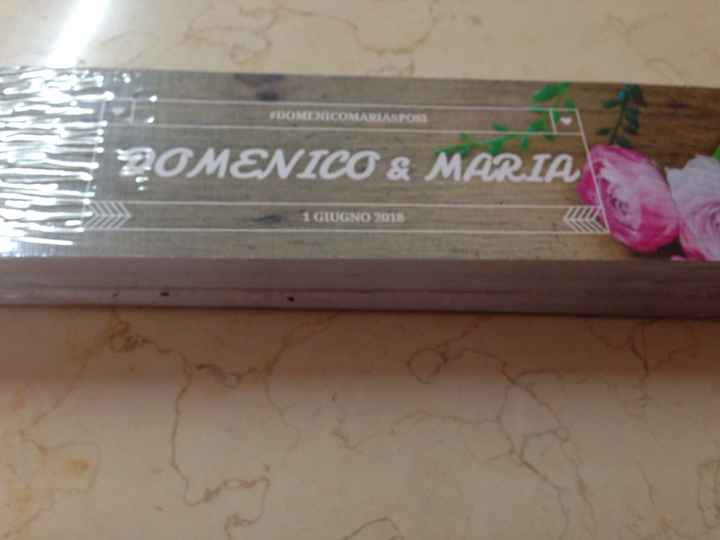 #DOMENICOMARIASPOSI
DOMENICO & MARIA
1 GIUGNO 2018